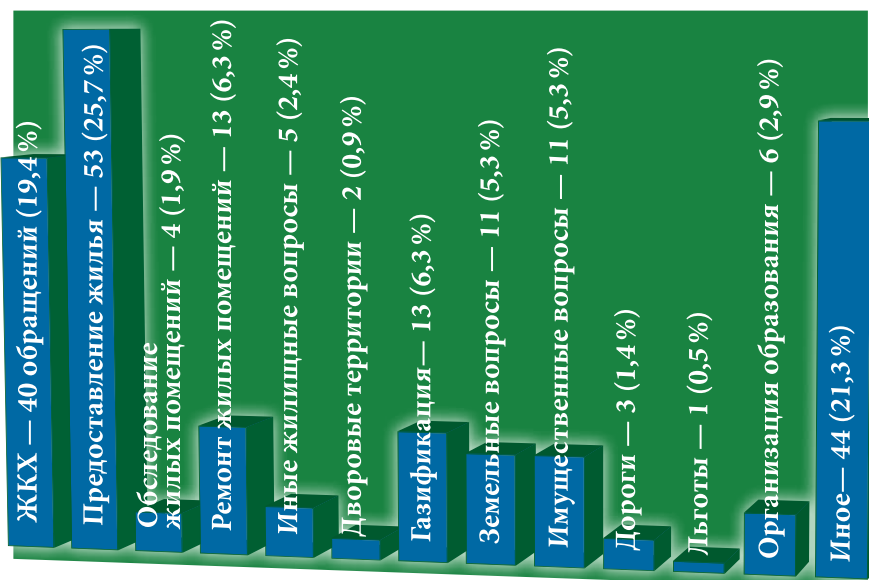 ЖКХ — 40 обращений (19,4 %)
Предоставление жилья — 53 (25,7 %)
Обследование
жилых помещений — 4 (1,9 %)
Ремонт жилых помещений — 13 (6,3 %)
Иные жилищные вопросы — 5 (2,4 %)
Дворовые территории — 2 (0,9 %)
Газификация— 13 (6,3 %)
Земельные вопросы — 11 (5,3 %)
Имущественные вопросы — 11 (5,3 %)
Дороги — 3 (1,4 %)
Льготы — 1 (0,5 %)
Организация образования — 6 (2,9 %)
Иное— 44 (21,3 %)